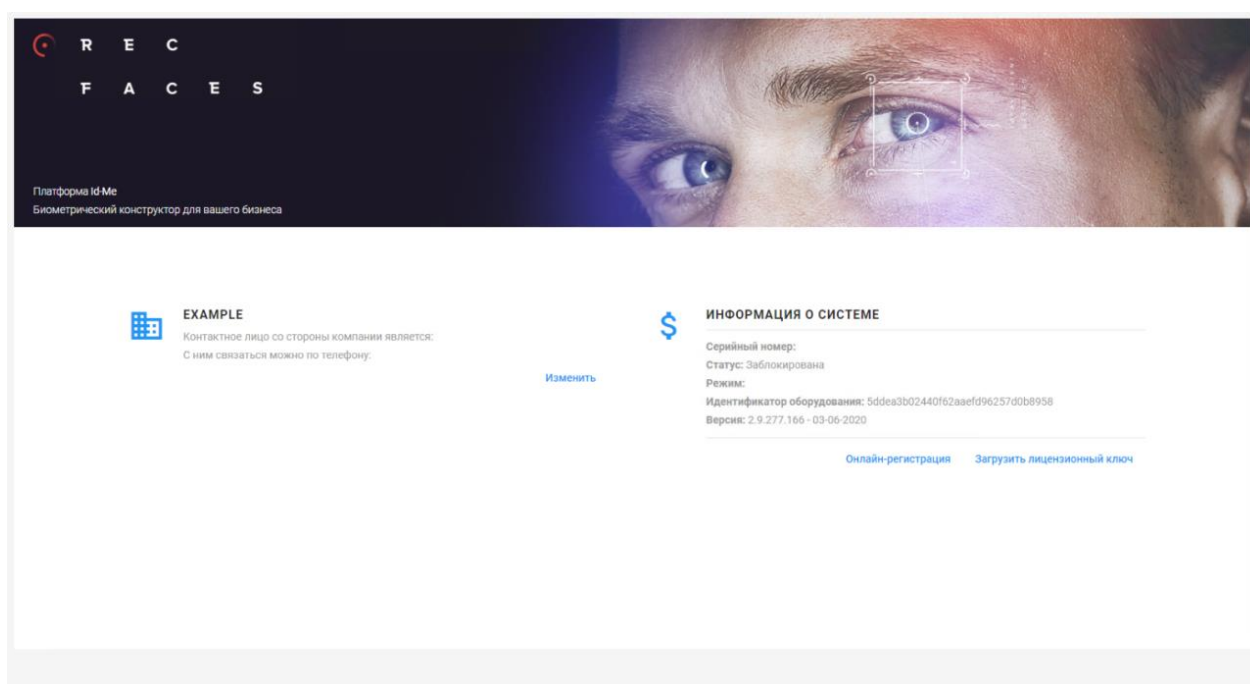 REC
FACES
Платформа Id-Me
Биометрический конструктор для вашего бизнеса
EXAMPLE
Контактное лицо со стороны компании является:
С ним связаться можно по телефону:
Изменить
ИНФОРМАЦИЯ О СИСТЕМЕ
Серийный номер:
Статус: Заблокирована
Режим:
Идентификатор оборудования: 5ddea3b02440f62aaefd96257d0b8958
Версия: 2.9.277.166 - 03-06-2020
Онлайн-регистрация
Загрузить лицензионный ключ